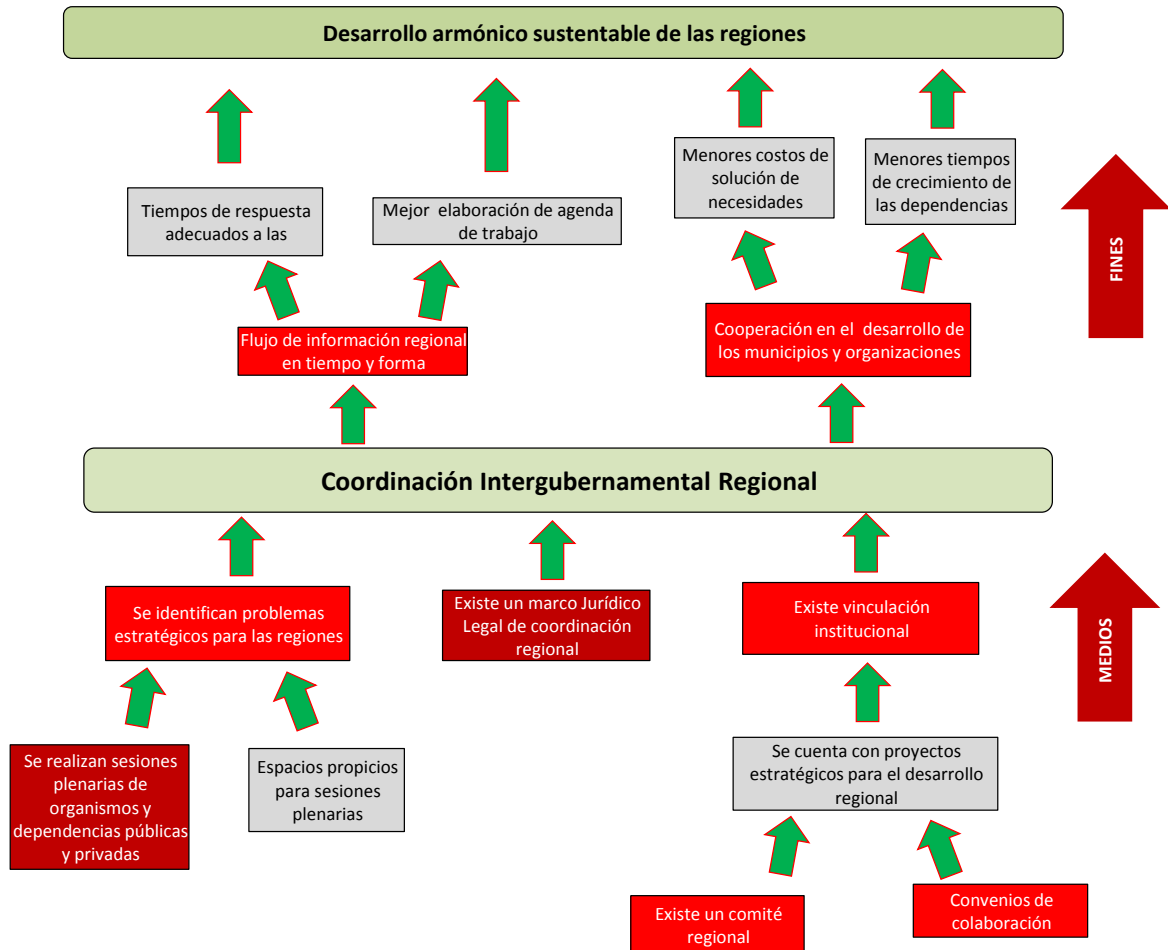 Desarrollo armónico sustentable de las regiones
Tiempos de respuesta
adecuados a las
Mejor elaboración de agenda
de trabajo
Menores costos de
solución de
necesidades
Menores tiempos
de crecimiento de
las dependencias
FINES
Flujo de información regional
en tiempo y forma
Cooperación en el desarrollo de
los municipios y organizaciones
Coordinación Intergubernamental Regional
Se identifican problemas
estratégicos para las regiones
Existe un marco Jurídico
Legal de coordinación
regional
Existe vinculación
institucional
MEDIOS
Se realizan sesiones
plenarias de
organismos y
dependencias públicas
y privadas
Espacios propicios
para sesiones
plenarias
Se cuenta con proyectos
estratégicos para el desarrollo
regional
Existe un comité
regional
Convenios de
colaboración